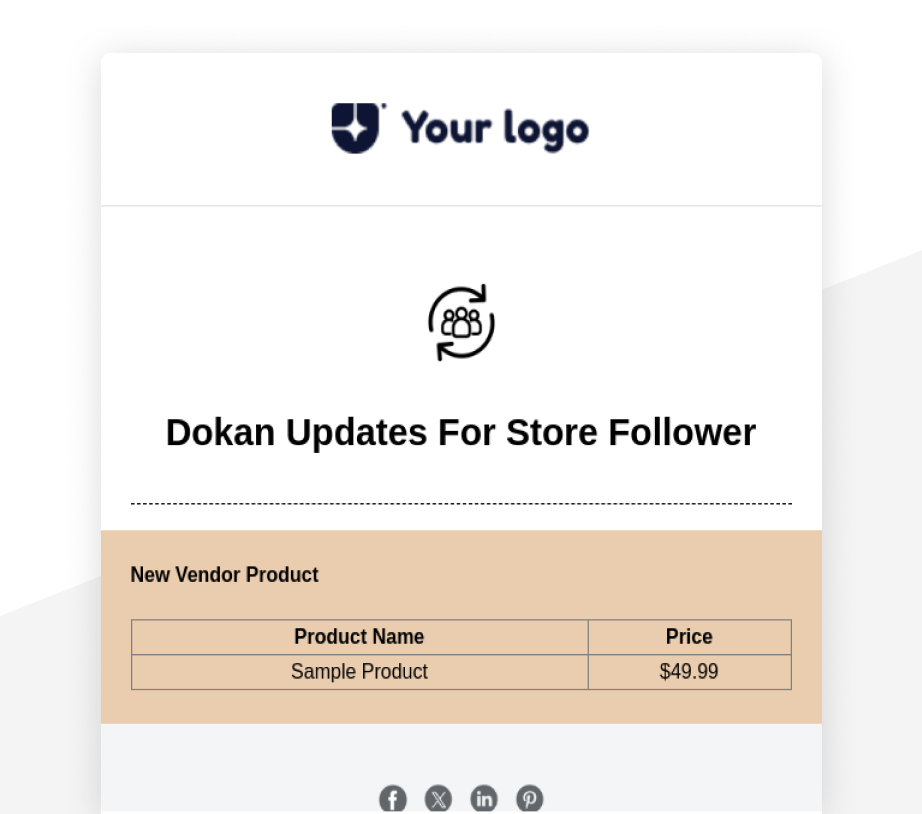 Your logo
Dokan Updates For Store Follower
New Vendor Product
Product Name Price
Sample Product $49.99